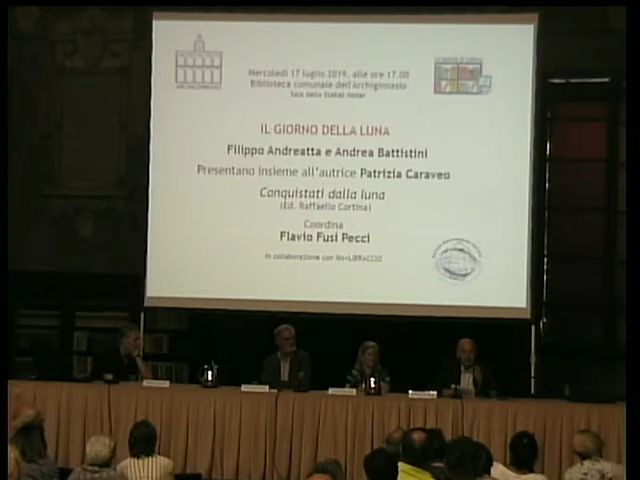 ARCHIGINNASIO
Mercoledì 17 luglio 2019, alle ore 17.00
Biblioteca comunale dell'Archiginnasio
Sala dello Stabat Mater
IL GIORNO DELLA LUNA
Filippo Andreatta e Andrea Battistini
Presentano insieme all'autrice Patrizia Caraveo
Conquistati dalla luna
(Ed. Raffaello Cortina)
Coordina
Flavio Fusi Pecci
in collaborazione con ibs+LIBRACCIO